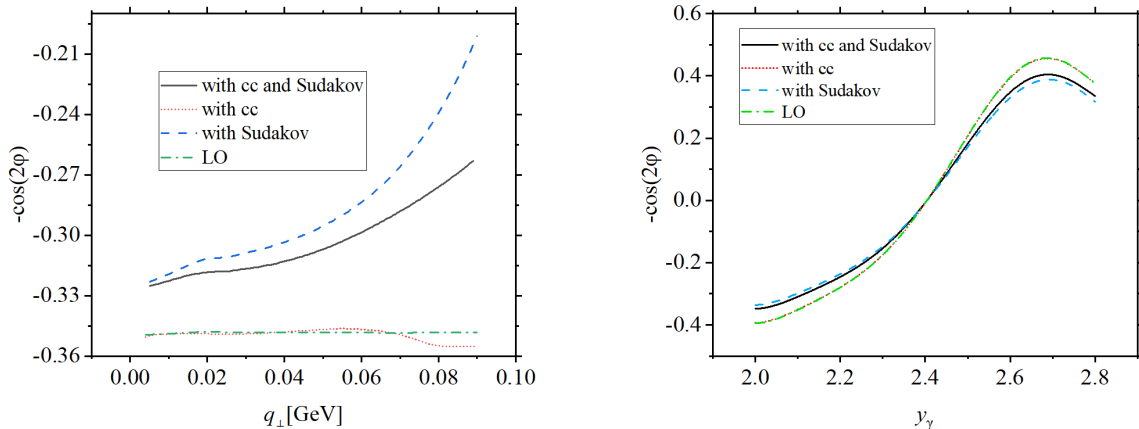 -0.21
-0.24
-0.27
-0.30
-0.33
-0.36
-cos(2φ)
with cc and Sudakov
with cc
with Sudakov
LO
0.00
0.02
0.04
0.06
0.08
0.10
q⊥[GeV]
0.6
0.4
0.2
0.0
-0.2
-0.4
-cos(2φ)
with cc and Sudakov
with cc
with Sudakov
LO
2.0
2.2
2.4
2.6
2.8
yγ